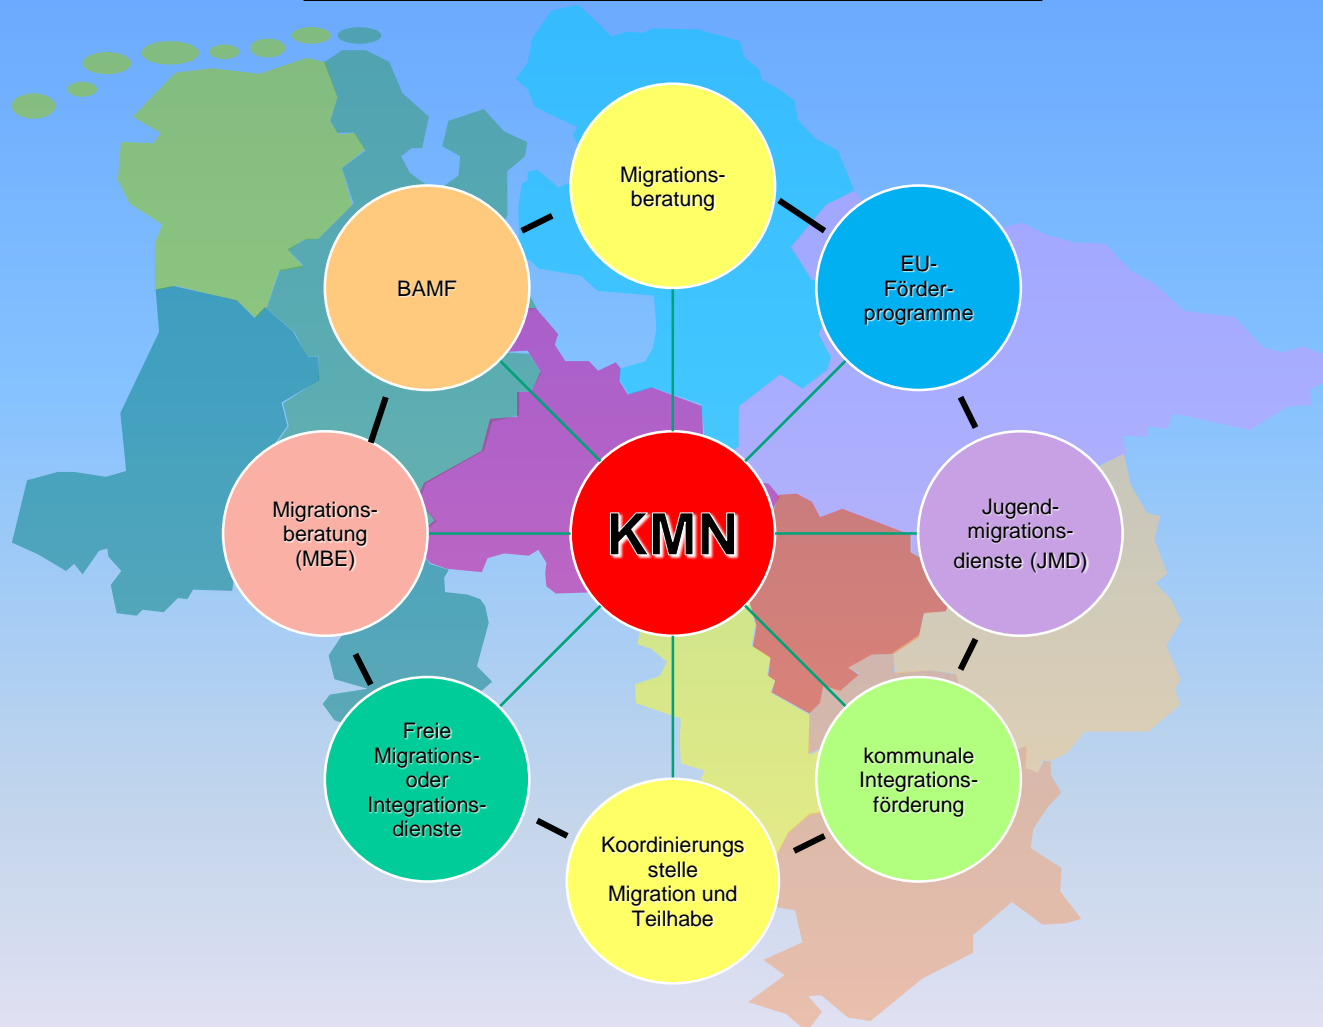 Migrations-
beratung
BAMF
EU-
Förder-
programme
Migrations-
beratung
(MBE)
KMN
Jugend-
migrations-
dienste (JMD)
Freie
Migrations-
oder
Integrations-
dienste
kommunale
Integrations-
förderung
Koordinierungs
stelle
Migration und
Teilhabe